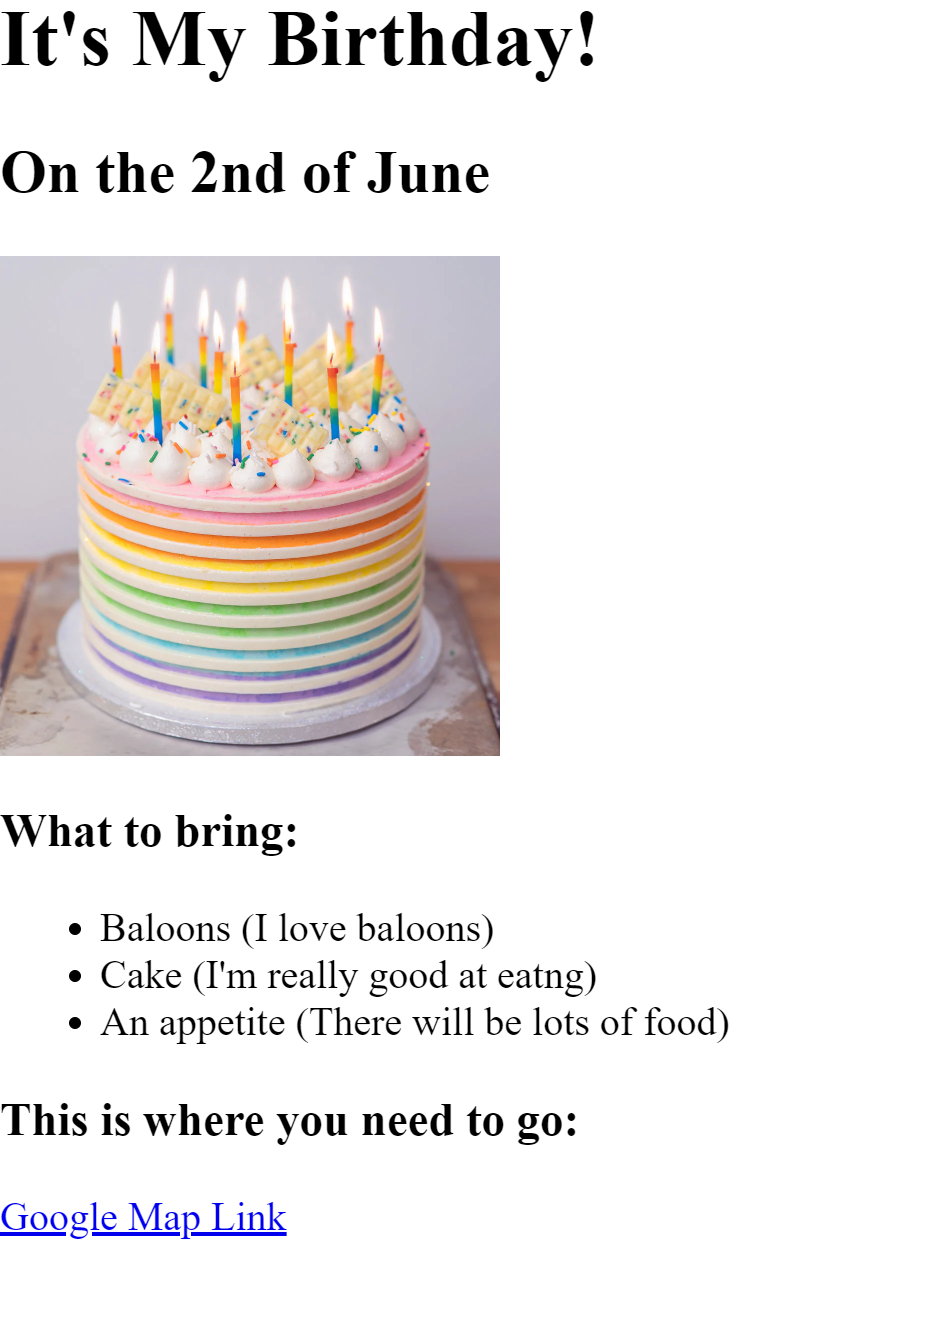 It's My Birthday!
On the 2nd of June
What to bring:
Baloons (I love baloons)
Cake (I'm really good at eatng)
An appetite (There will be lots of food)
This is where you need to go:
Google Map Link